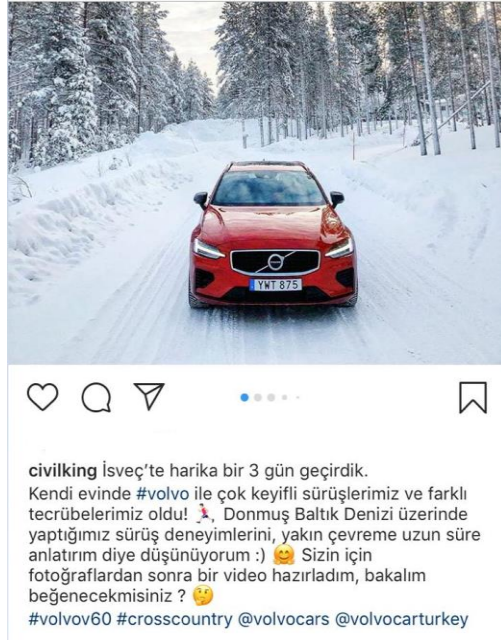 VOLVO
YWT 875
civilking İsveç’te harika bir 3 gün geçirdik.
Kendi evinde #volvo ile çok keyifli sürüşlerimiz ve farklı
tecrübelerimiz oldu! 🏃‍♀️, Donmuş Baltık Denizi üzerinde
yaptığımız sürüş deneyimlerini, yakın çevreme uzun süre
anlatırım diye düşünüyorum :) 🤗 Sizin için
fotoğraflardan sonra bir video hazırladım, bakalım
beğenecekmisiniz ? 🤔
#volvov60 #crosscountry @volvocars @volvocarturkey